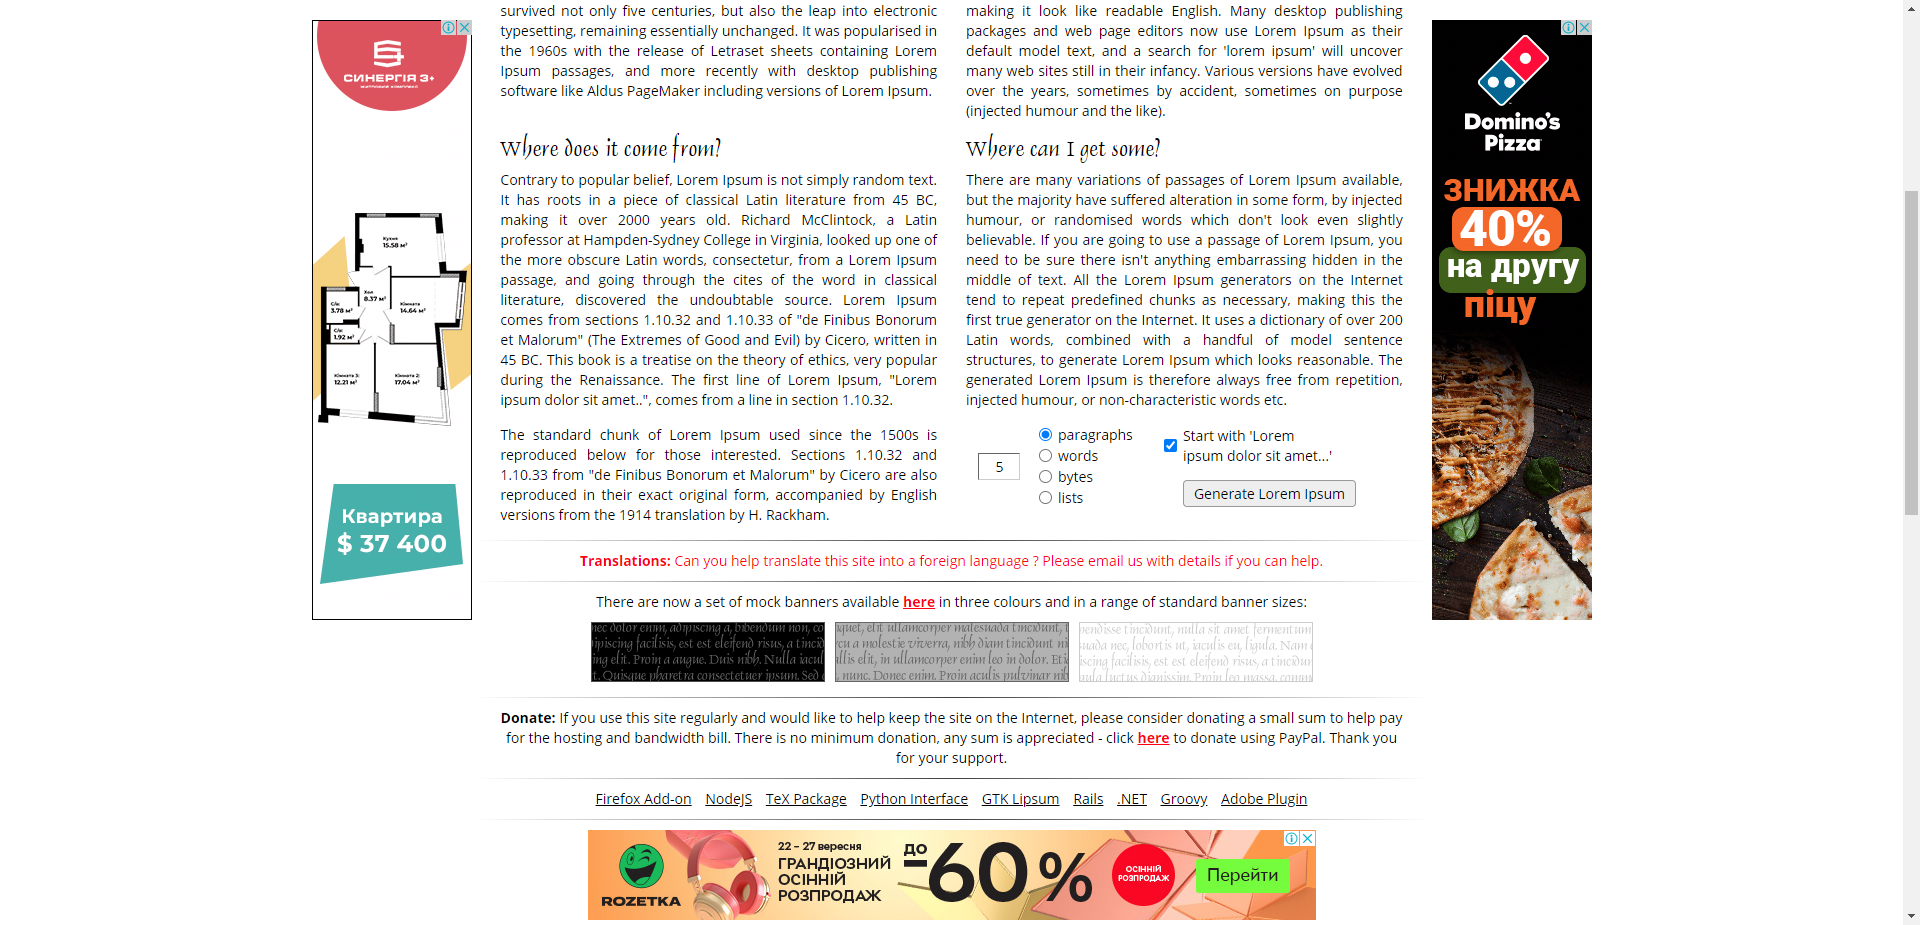 СИНЕРГІЯ 3+
ЖИТЛОВИЙ КОМПЛЕКС
Кухня
15.58 м²
Хол
8.37 м²
С/к:
3.78 м²
Кімната
14.64 м²
С/к:
1.92 м²
Кімната 3:
12.21 м²
Кімната 2:
17.04 м²
Квартира
$ 37 400
survived not only five centuries, but also the leap into electronic
typesetting, remaining essentially unchanged. It was popularised in
the 1960s with the release of Letraset sheets containing Lorem
Ipsum passages, and more recently with desktop publishing
software like Aldus PageMaker including versions of Lorem Ipsum.
Where does it come from?
Contrary to popular belief, Lorem Ipsum is not simply random text.
It has roots in a piece of classical Latin literature from 45 BC,
making it over 2000 years old. Richard McClintock, a Latin
professor at Hampden-Sydney College in Virginia, looked up one of
the more obscure Latin words, consectetur, from a Lorem Ipsum
passage, and going through the cites of the word in classical
literature, discovered the undoubtable source. Lorem Ipsum
comes from sections 1.10.32 and 1.10.33 of "de Finibus Bonorum
et Malorum" (The Extremes of Good and Evil) by Cicero, written in
45 BC. This book is a treatise on the theory of ethics, very popular
during the Renaissance. The first line of Lorem Ipsum, "Lorem
ipsum dolor sit amet..", comes from a line in section 1.10.32.
The standard chunk of Lorem Ipsum used since the 1500s is
reproduced below for those interested. Sections 1.10.32 and
1.10.33 from "de Finibus Bonorum et Malorum" by Cicero are also
reproduced in their exact original form, accompanied by English
versions from the 1914 translation by H. Rackham.
making it look like readable English. Many desktop publishing
packages and web page editors now use Lorem Ipsum as their
default model text, and a search for 'lorem ipsum' will uncover
many web sites still in their infancy. Various versions have evolved
over the years, sometimes by accident, sometimes on purpose
(injected humour and the like).
Where can I get some?
There are many variations of passages of Lorem Ipsum available,
but the majority have suffered alteration in some form, by injected
humour, or randomised words which don't look even slightly
believable. If you are going to use a passage of Lorem Ipsum, you
need to be sure there isn't anything embarrassing hidden in the
middle of text. All the Lorem Ipsum generators on the Internet
tend to repeat predefined chunks as necessary, making this the
first true generator on the Internet. It uses a dictionary of over 200
Latin words, combined with a handful of model sentence
structures, to generate Lorem Ipsum which looks reasonable. The
generated Lorem Ipsum is therefore always free from repetition,
injected humour, or non-characteristic words etc.
5
paragraphs
words
bytes
lists
Start with 'Lorem
ipsum dolor sit amet...'
Generate Lorem Ipsum
Domino's
Pizza
ЗНИЖКА
40%
на другу
піцу
Translations: Can you help translate this site into a foreign language ? Please email us with details if you can help.
There are now a set of mock banners available here in three colours and in a range of standard banner sizes:
nec dolor enim, adipiscing a, bibendum non, co
ipiscing facilisis, est est eleifend risus, a tincid
ing elit. Proin a augue. Duis nibh. Nulla iacul
t. Quisque pharetra consectetuer ipsum. Sed
quet, elit ullamcorper malesuada tincidunt, t
rcu a molestie viverra, nibh diam tincidunt ni
allis elit, in ullamcorper enim leo in dolor. Eti
nunc. Donec enim. Proin aculis pulvinar nib
pendisse tincidunt, nulla sit amet fermentum
suada nec, lobortis ut, iaculis eu, ligula. Nam
iscing facilisis, est est eleifend risus, a tincidun
nula luctus dignissim. Proin leo massa, comm
Donate: If you use this site regularly and would like to help keep the site on the Internet, please consider donating a small sum to help pay
for the hosting and bandwidth bill. There is no minimum donation, any sum is appreciated - click here to donate using PayPal. Thank you
for your support.
Firefox Add-on NodeJS TeX Package Python Interface GTK Lipsum Rails .NET Groovy Adobe Plugin
ROZETKA
22 – 27 вересня
ГРАНДІОЗНИЙ
ОСІННІЙ
РОЗПРОДАЖ
до
-60%
ОСІННІЙ
РОЗПРОДАЖ
Перейти